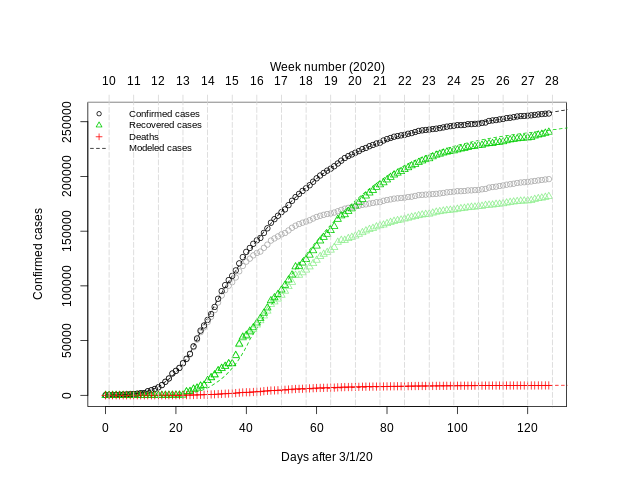 Week number (2020)
10 11 12 13 14 15 16 17 18 19 20 21 22 23 24 25 26 27 28
Confirmed cases
Recovered cases
Deaths
Modeled cases
Confirmed cases
250000
200000
150000
100000
50000
0
0 20 40 60 80 100 120
Days after 3/1/20